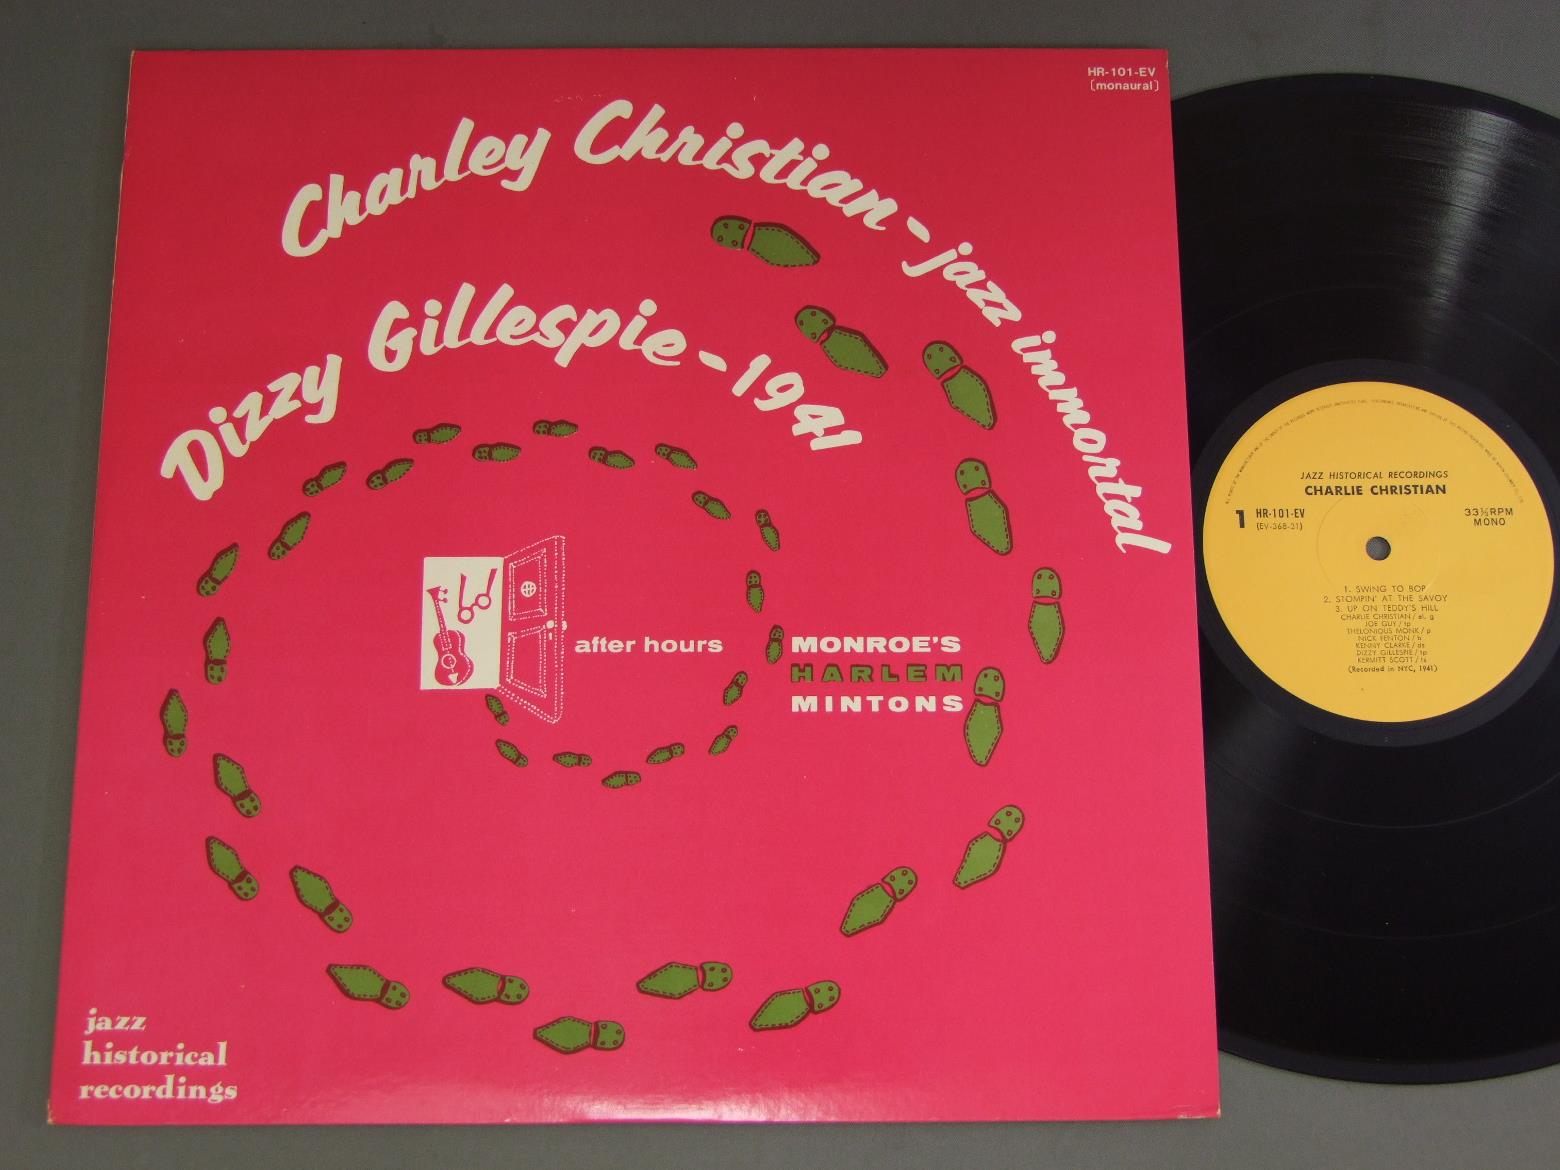 HR-101-EV
[monaural]
Charley Christian - jazz immortal
Dizzy Gillespie - 1941
after hours
MONROE'S
HARLEM
MINTONS
jazz
historical
recordings
JAZZ HISTORICAL RECORDINGS
CHARLIE CHRISTIAN
1
HR-101-EV
(EV-368-31)
33⅓RPM
MONO
1. SWING TO BOP
2. STOMPIN' AT THE SAVOY
3. UP ON TEDDY'S HILL
CHARLIE CHRISTIAN / el. g
JOE GUY / tp
THELONIOUS MONK / p
NICK FENTON / b
KENNY CLARKE / ds
DIZZY GILLESPIE / tp
KERMITT SCOTT / ts
(Recorded in NYC, 1941)